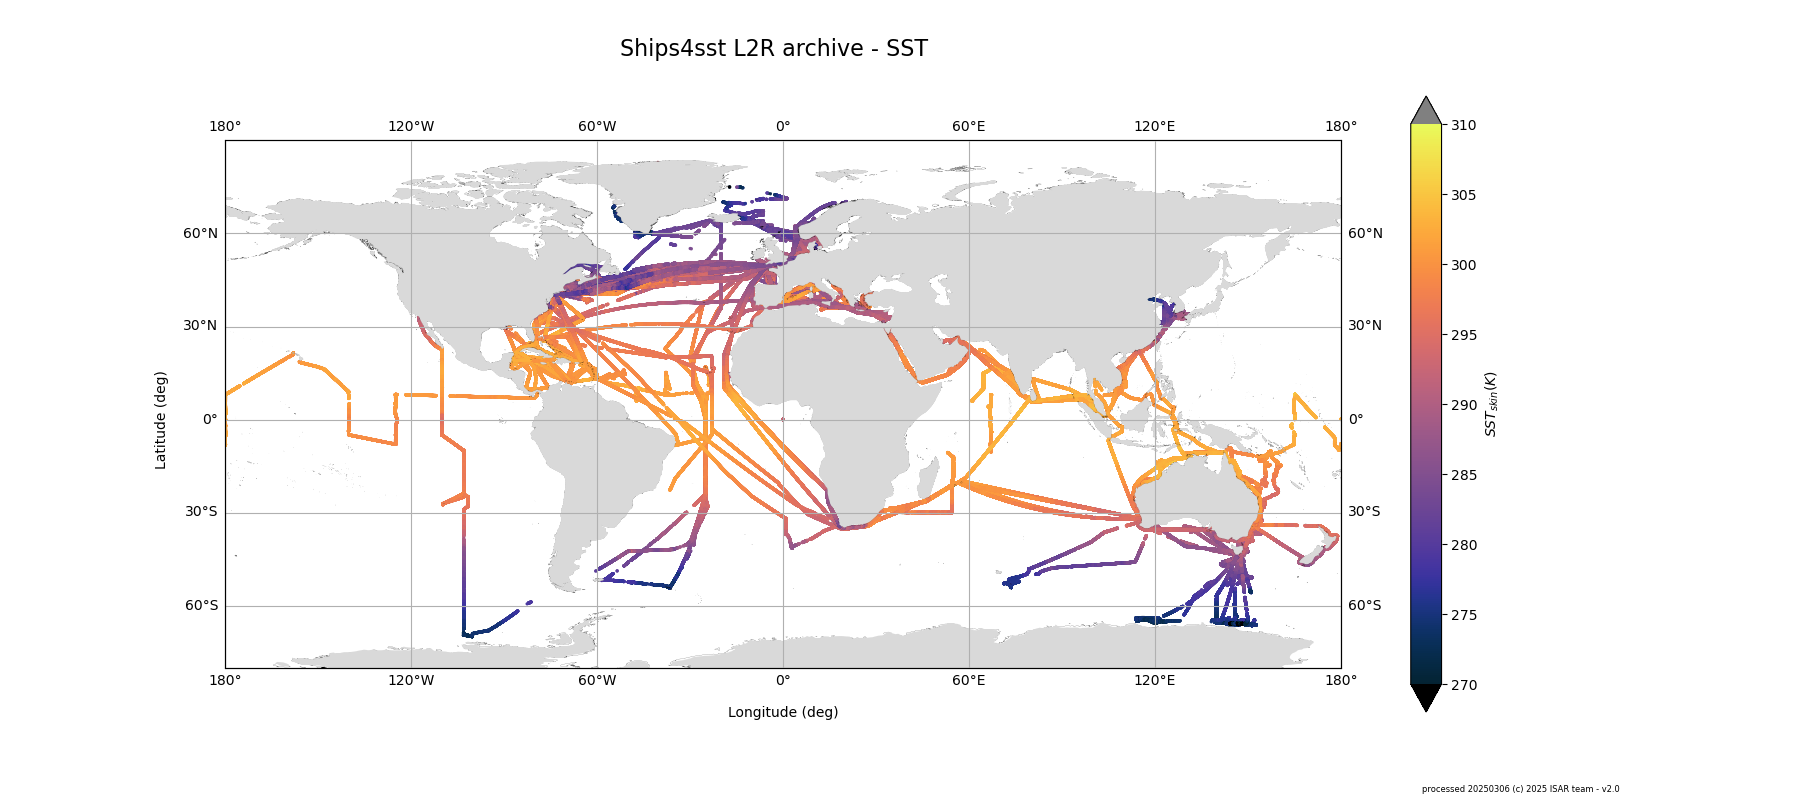 Ships4sst L2R archive - SST
180° 120°W 60°W 0° 60°E 120°E 180°
310
305
60°N 60°N
300
30°N 30°N
295
Latitude (deg)
0° 0°
290
SST_skin(K)
285
30°S 30°S
280
60°S 60°S
275
180° 120°W 60°W 0° 60°E 120°E 180°
270
Longitude (deg)
processed 20250306 (c) 2025 ISAR team - v2.0